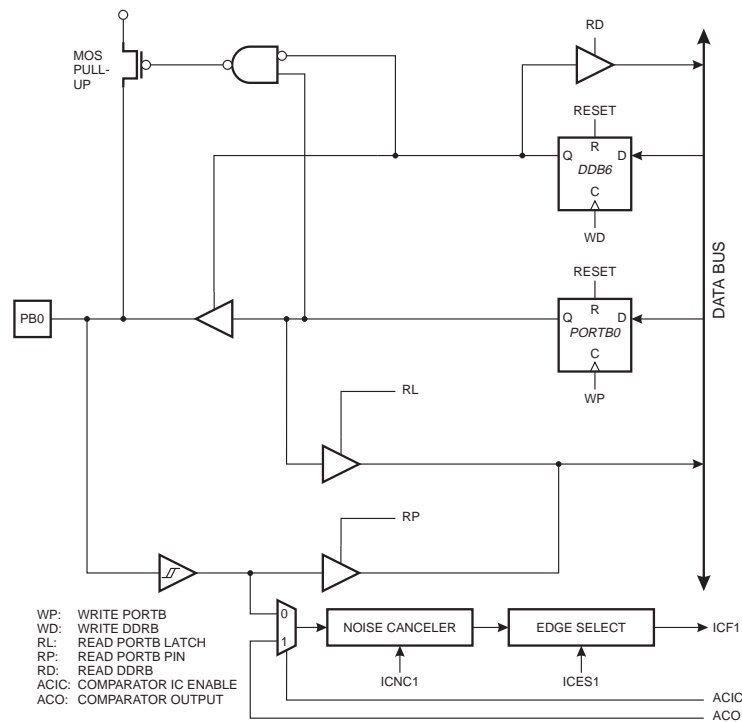 RD
MOS
PULL-
UP
RESET
R
Q
D
DDB6
C
WD
DATA BUS
RESET
R
PB0
Q
D
PORTB0
C
WP
RL
RP
WP: WRITE PORTB
WD: WRITE DDRB
RL: READ PORTB LATCH
RP: READ PORTB PIN
RD: READ DDRB
ACIC: COMPARATOR IC ENABLE
ACO: COMPARATOR OUTPUT
0
1
NOISE CANCELER
EDGE SELECT
ICF1
ICNC1
ICES1
ACIC
ACO